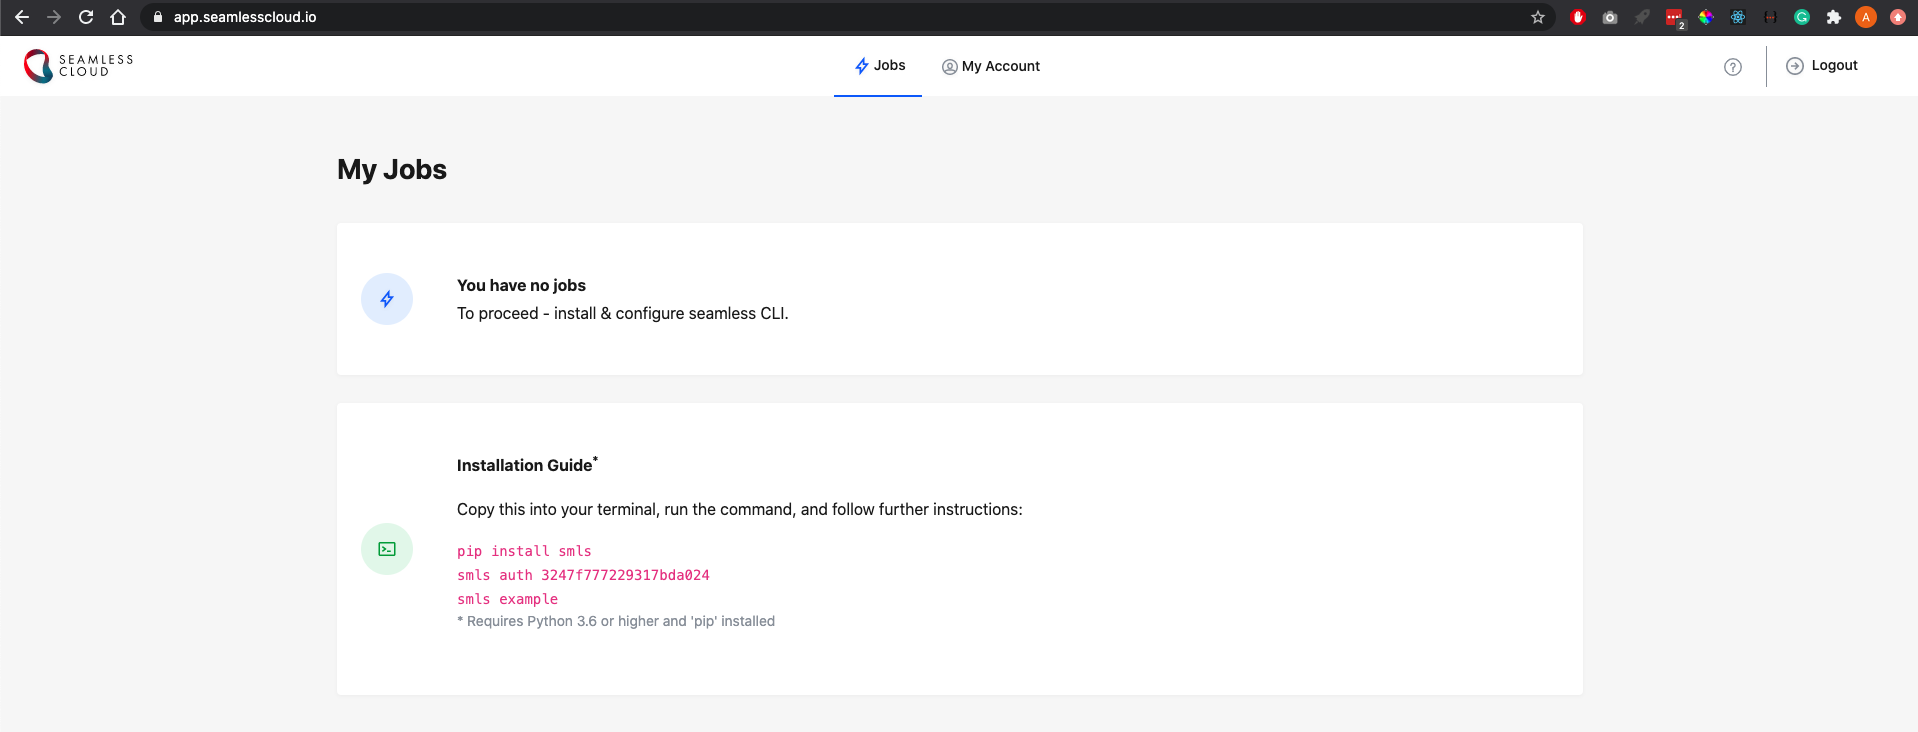 app.seamlesscloud.io
2
A
SEAMLESS
CLOUD
Jobs
My Account
?
Logout
My Jobs
You have no jobs
To proceed - install & configure seamless CLI.
Installation Guide*
Copy this into your terminal, run the command, and follow further instructions:
pip install smls
smls auth 3247f777229317bda024
smls example
* Requires Python 3.6 or higher and 'pip' installed